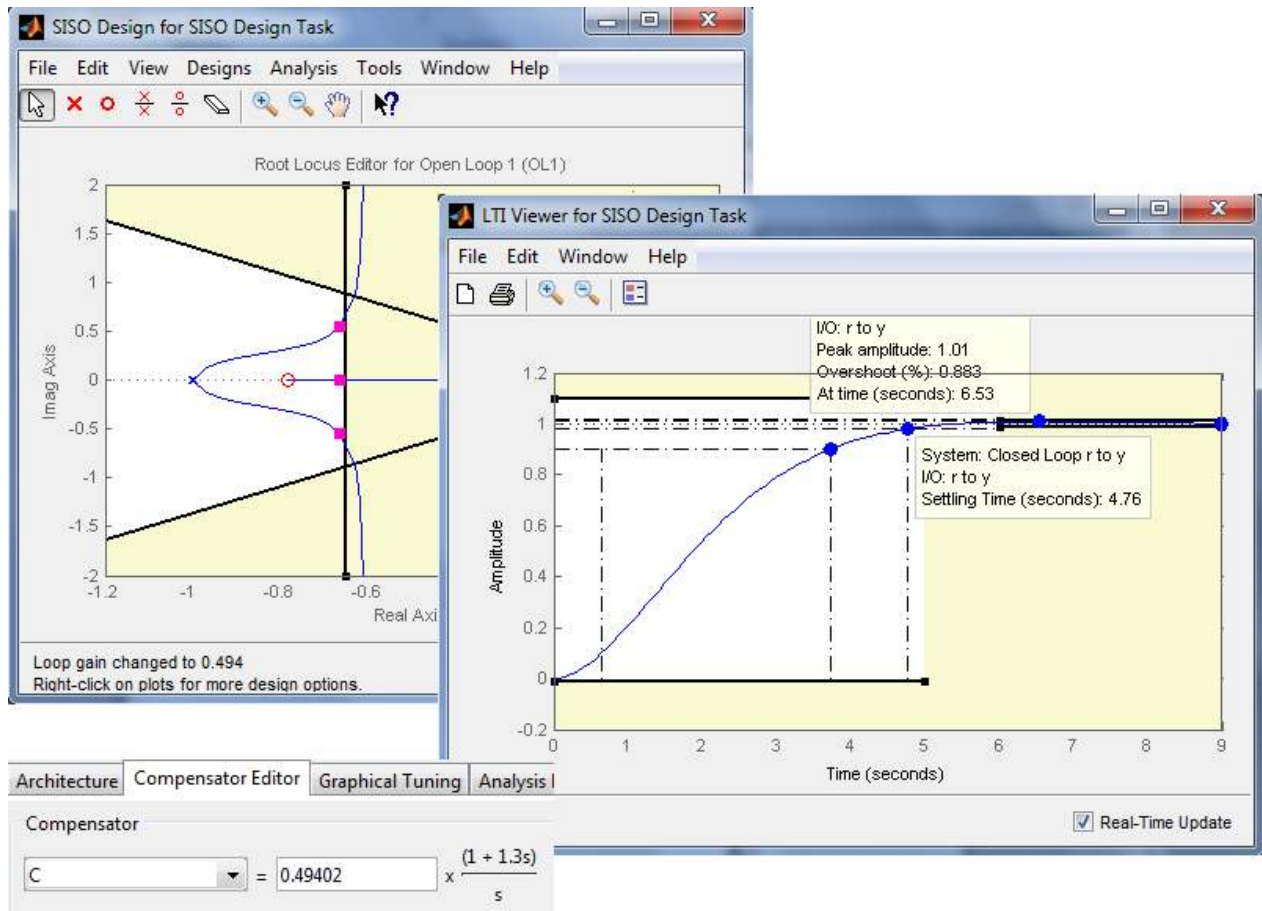 SISO Design for SISO Design Task
File Edit View Designs Analysis Tools Window Help
Root Locus Editor for Open Loop 1 (OL1)
2
1.5
1
0.5
0
-0.5
-1
-1.5
-2
Imag Axis
-1.2 -1 -0.8 -0.6
Real Axi
Loop gain changed to 0.494
Right-click on plots for more design options.
LTI Viewer for SISO Design Task
File Edit Window Help
I/O: r to y
Peak amplitude: 1.01
Overshoot (%): 0.883
At time (seconds): 6.53
System: Closed Loop r to y
I/O: r to y
Settling Time (seconds): 4.76
1.2
1
0.8
0.6
0.4
0.2
0
-0.2
Amplitude
0 1 2 3 4 5 6 7 8 9
Time (seconds)
Real-Time Update
Architecture Compensator Editor Graphical Tuning Analysis
Compensator
C = 0.49402 x (1 + 1.3s)
s